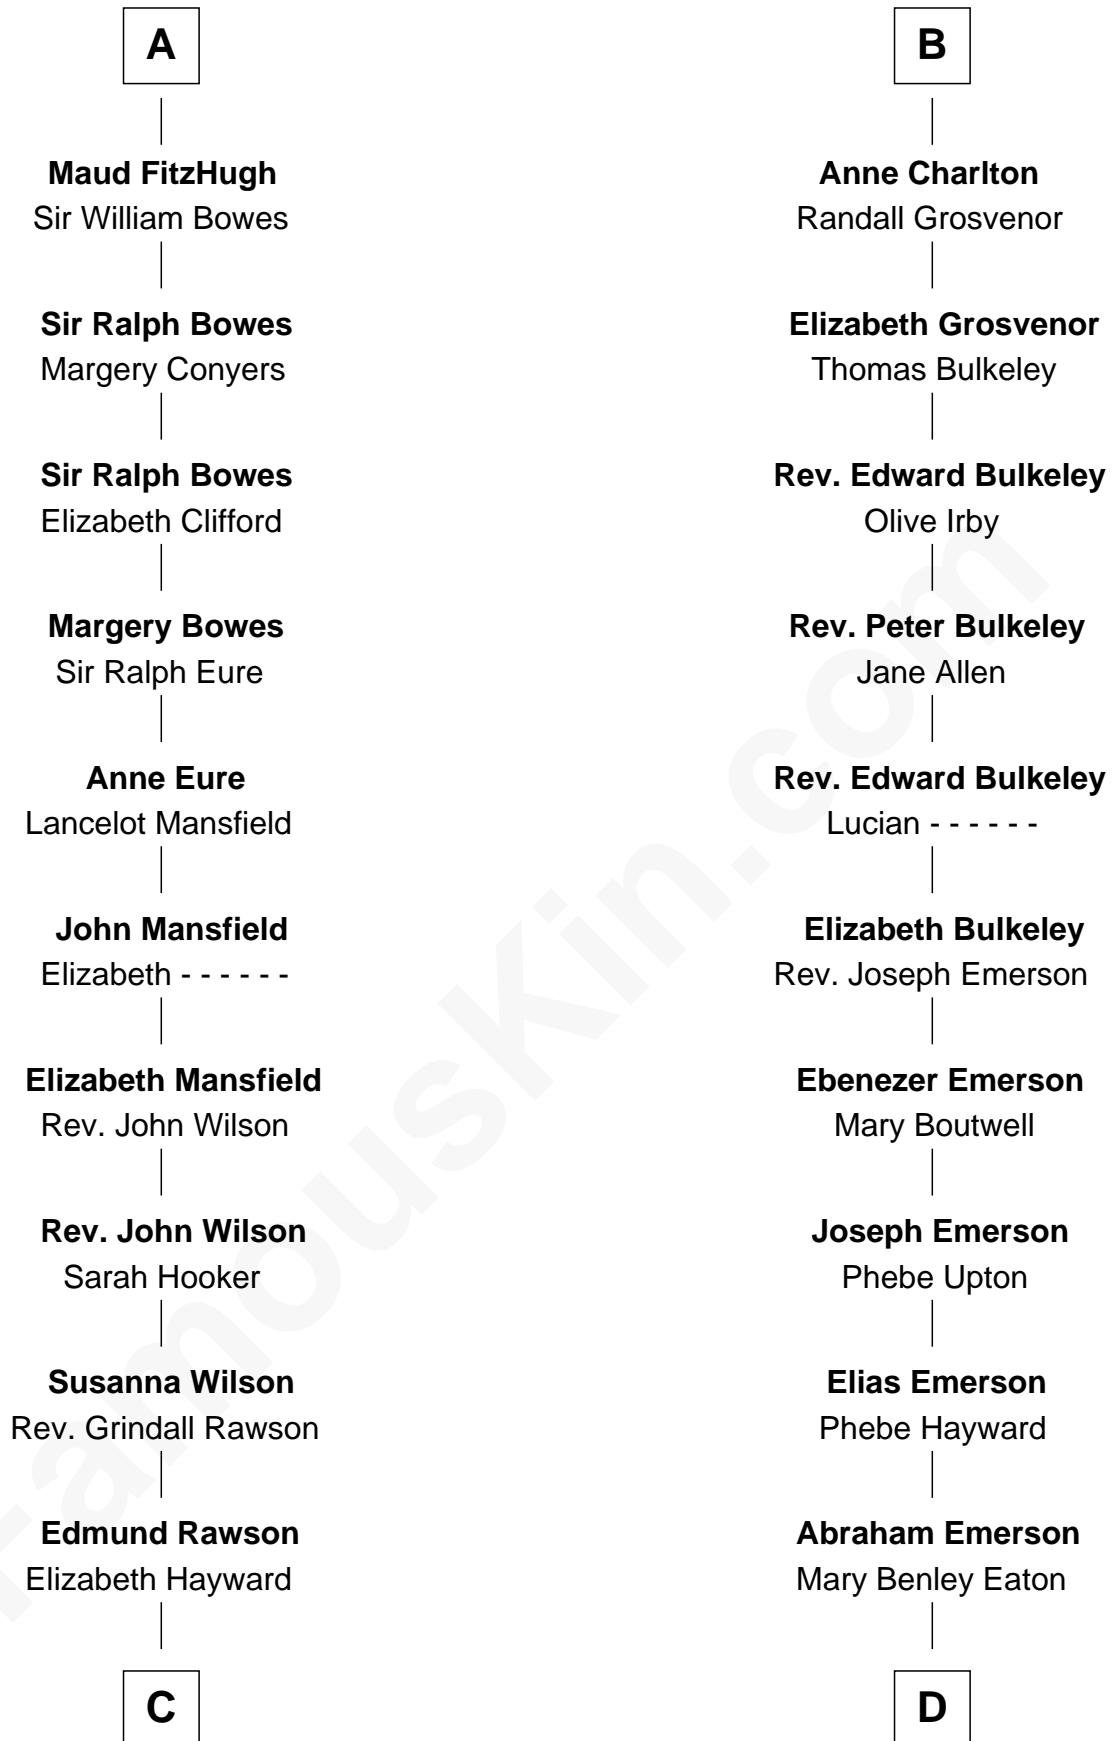 A
Maud FitzHugh
Sir William Bowes
Sir Ralph Bowes
Margery Conyers
Sir Ralph Bowes
Elizabeth Clifford
Margery Bowes
Sir Ralph Eure
Anne Eure
Lancelot Mansfield
John Mansfield
Elizabeth - - - - - -
Elizabeth Mansfield
Rev. John Wilson
Rev. John Wilson
Sarah Hooker
Susanna Wilson
Rev. Grindall Rawson
Edmund Rawson
Elizabeth Hayward
C
B
Anne Charlton
Randall Grosvenor
Elizabeth Grosvenor
Thomas Bulkeley
Rev. Edward Bulkeley
Olive Irby
Rev. Peter Bulkeley
Jane Allen
Rev. Edward Bulkeley
Lucian - - - - - -
Elizabeth Bulkeley
Rev. Joseph Emerson
Ebenezer Emerson
Mary Boutwell
Joseph Emerson
Phebe Upton
Elias Emerson
Phebe Hayward
Abraham Emerson
Mary Benley Eaton
D
FamousKin.com